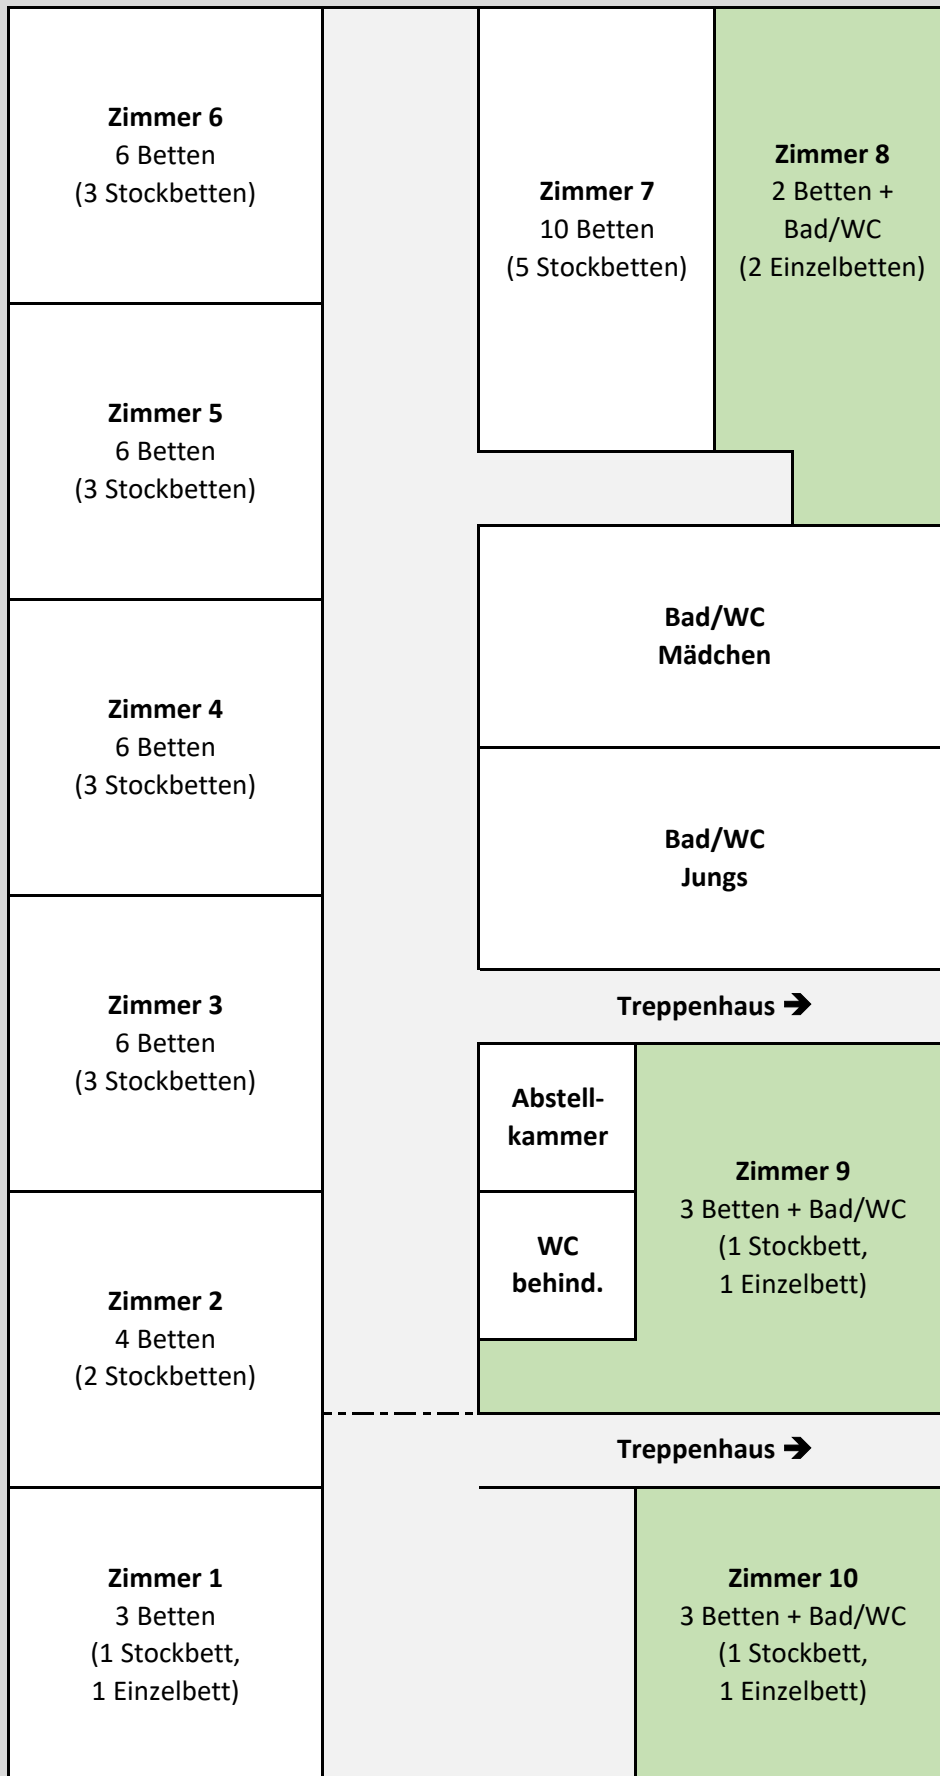 Zimmer 6
6 Betten
(3 Stockbetten)
Zimmer 5
6 Betten
(3 Stockbetten)
Zimmer 4
6 Betten
(3 Stockbetten)
Zimmer 3
6 Betten
(3 Stockbetten)
Zimmer 2
4 Betten
(2 Stockbetten)
Zimmer 1
3 Betten
(1 Stockbett,
1 Einzelbett)
Zimmer 7
10 Betten
(5 Stockbetten)
Zimmer 8
2 Betten +
Bad/WC
(2 Einzelbetten)
Bad/WC
Mädchen
Bad/WC
Jungs
Treppenhaus ➔
Abstell-
kammer
WC
behind.
Zimmer 9
3 Betten + Bad/WC
(1 Stockbett,
1 Einzelbett)
Treppenhaus ➔
Zimmer 10
3 Betten + Bad/WC
(1 Stockbett,
1 Einzelbett)